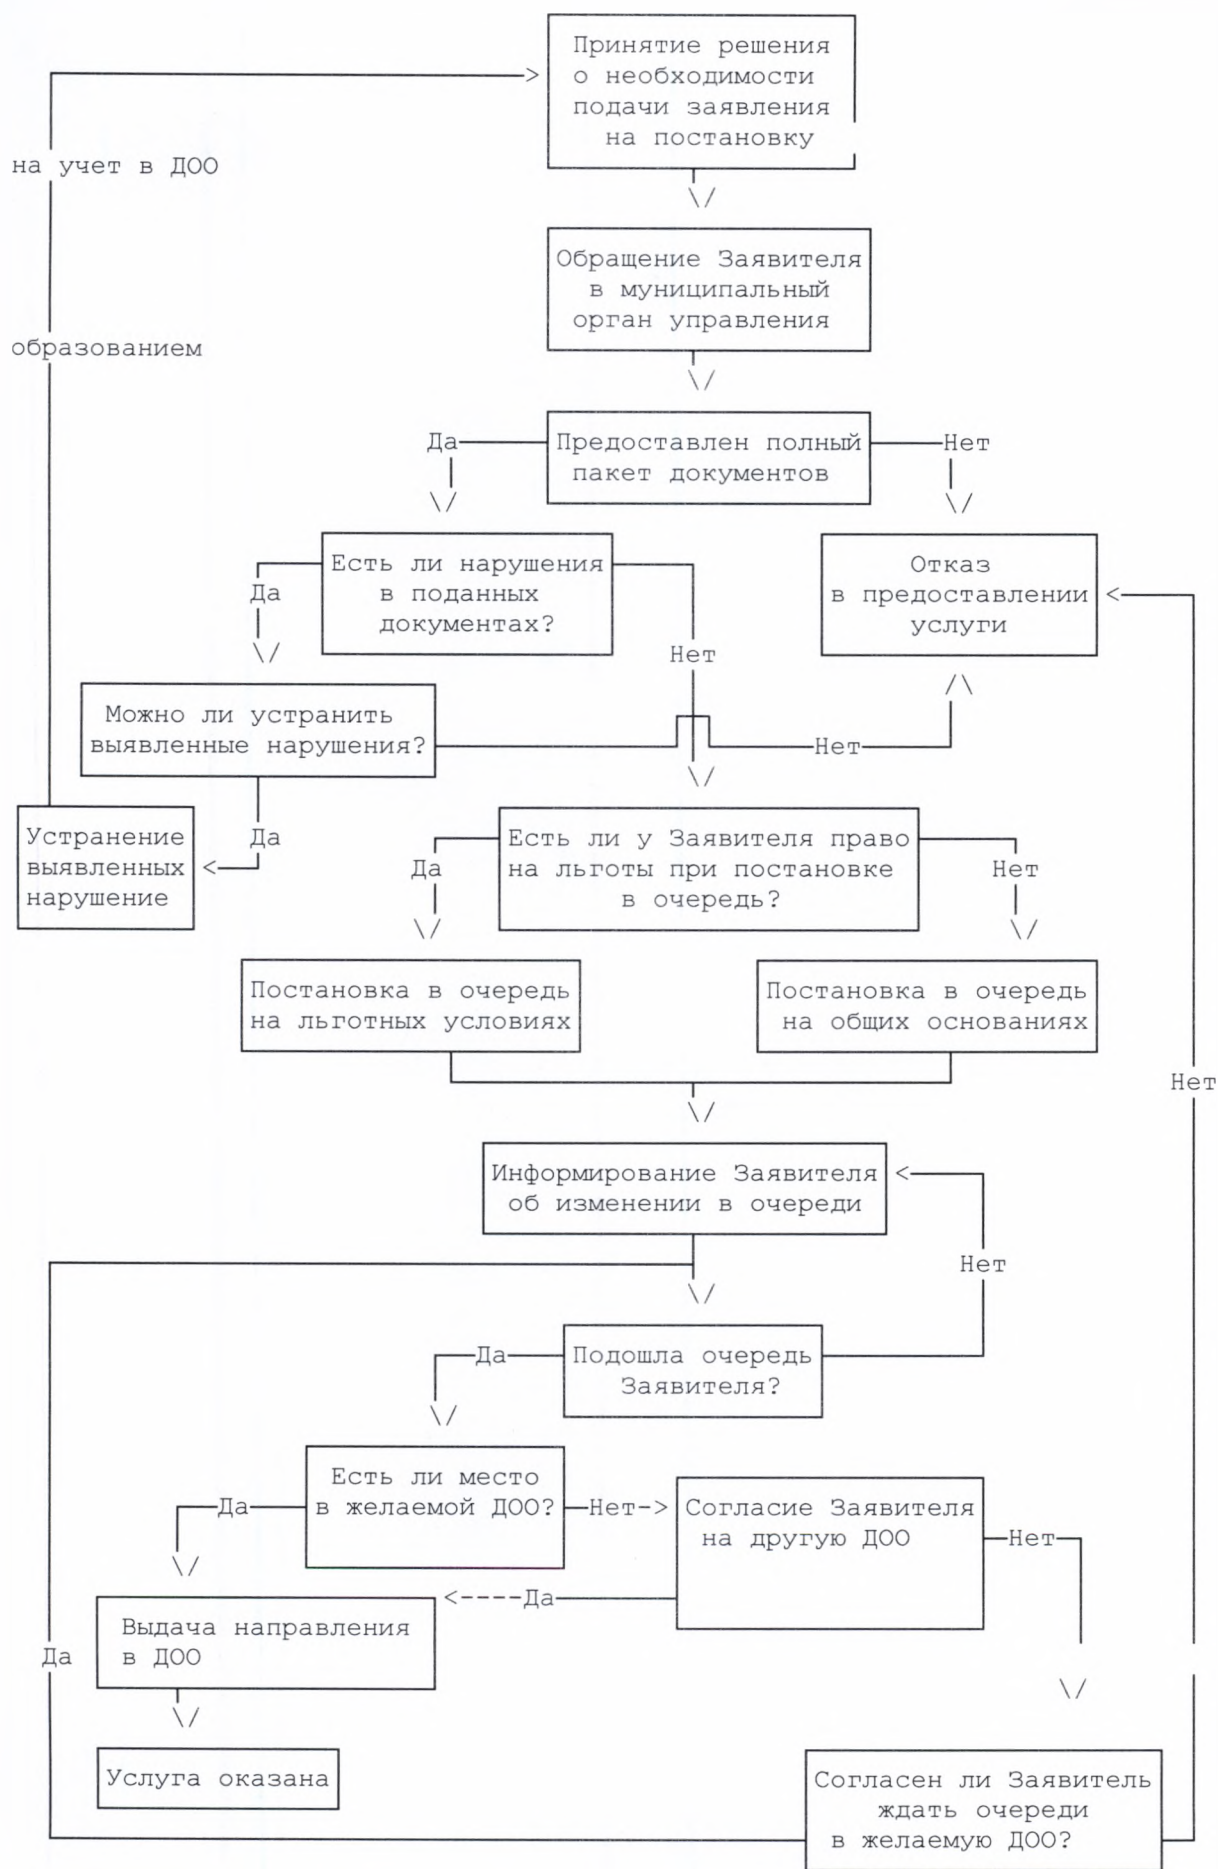 Принятие решения
о необходимости
подачи заявления
на постановку
на учет в ДОО
Обращение Заявителя
в муниципальный
орган управления
образованием
Да
Предоставлен полный
пакет документов
Нет
Есть ли нарушения
в поданных
документах?
Да
Нет
Отказ
в предоставлении
услуги
Можно ли устранить
выявленные нарушения?
Нет
Да
Устранение
выявленных
нарушение
Есть ли у Заявителя право
на льготы при постановке
в очередь?
Да
Нет
Постановка в очередь
на льготных условиях
Постановка в очередь
на общих основаниях
Нет
Информирование Заявителя
об изменении в очереди
Нет
Да
Подошла очередь
Заявителя?
Есть ли место
в желаемой ДОО?
Да
Нет->
Согласие Заявителя
на другую ДОО
Нет
<----Да
Выдача направления
в ДОО
Да
Услуга оказана
Согласен ли Заявитель
ждать очереди
в желаемую ДОО?